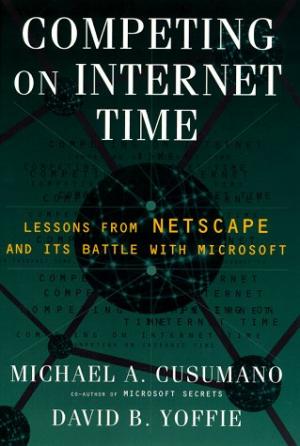 COMPETING
ON INTERNET
TIME
LESSONS FROM NETSCAPE
AND ITS BATTLE WITH MICROSOFT
MICHAEL A. CUSUMANO
CO-AUTHOR OF MICROSOFT SECRETS
DAVID B. YOFFIE